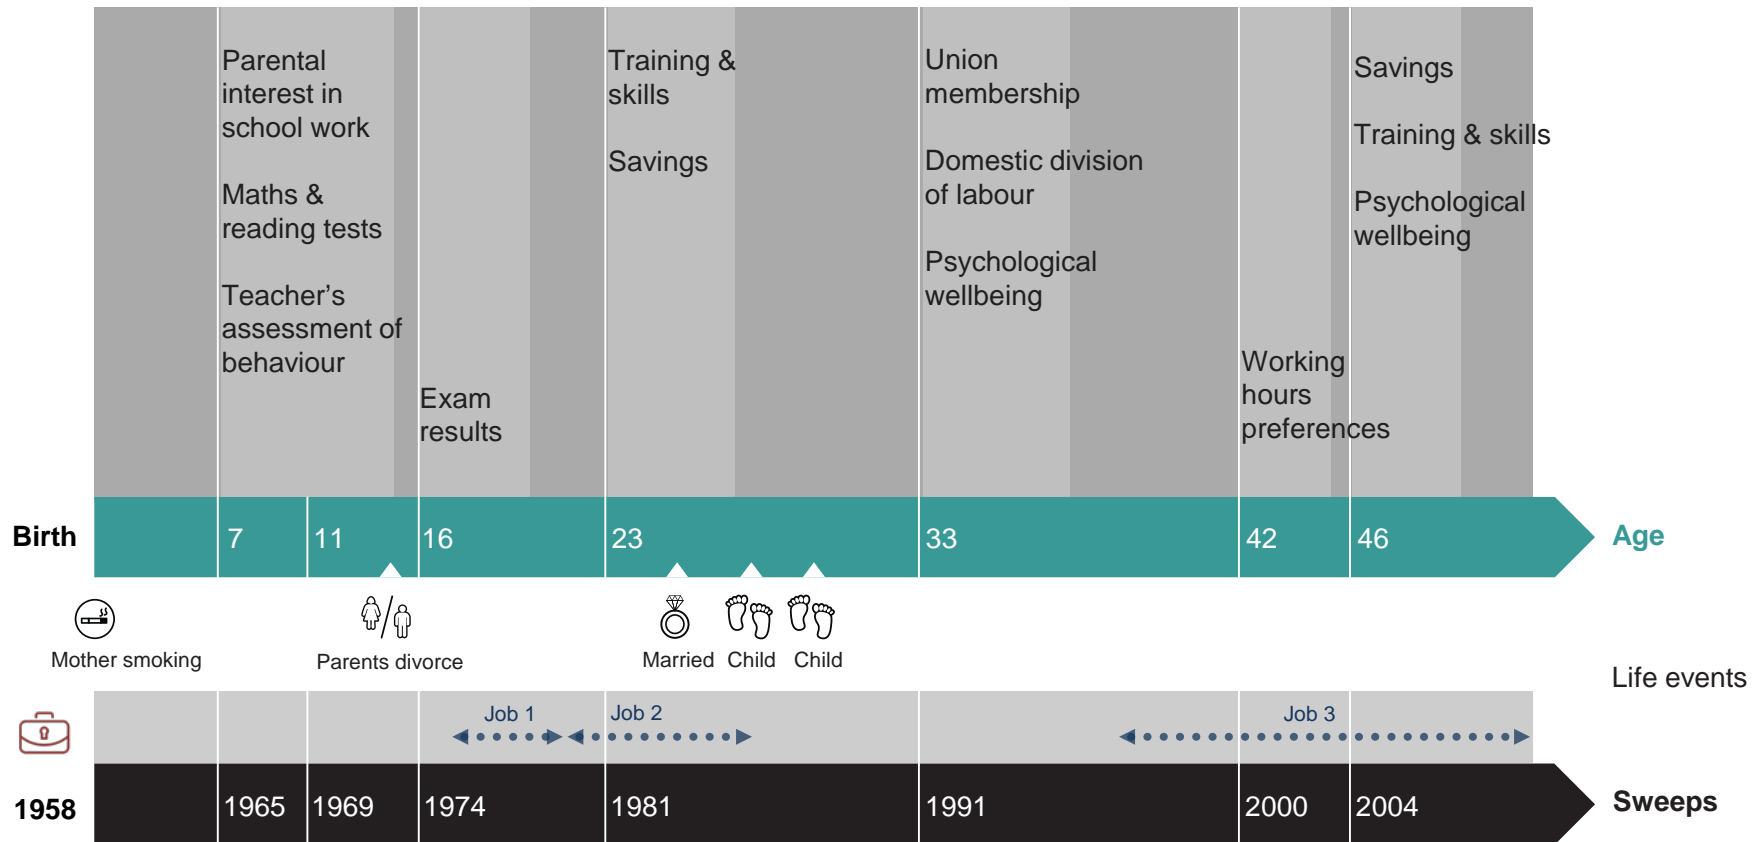 Parental
interest in
school work
Maths &
reading tests
Teacher's
assessment of
behaviour
Exam
results
Training &
skills
Savings
Union
membership
Domestic division
of labour
Psychological
wellbeing
Working
hours
preferences
Savings
Training & skills
Psychological
wellbeing
Birth 7 11 16 23 33 42 46 Age
Mother smoking
Parents divorce
Married
Child
Child
Life events
Job 1
Job 2
Job 3
1958 1965 1969 1974 1981 1991 2000 2004 Sweeps